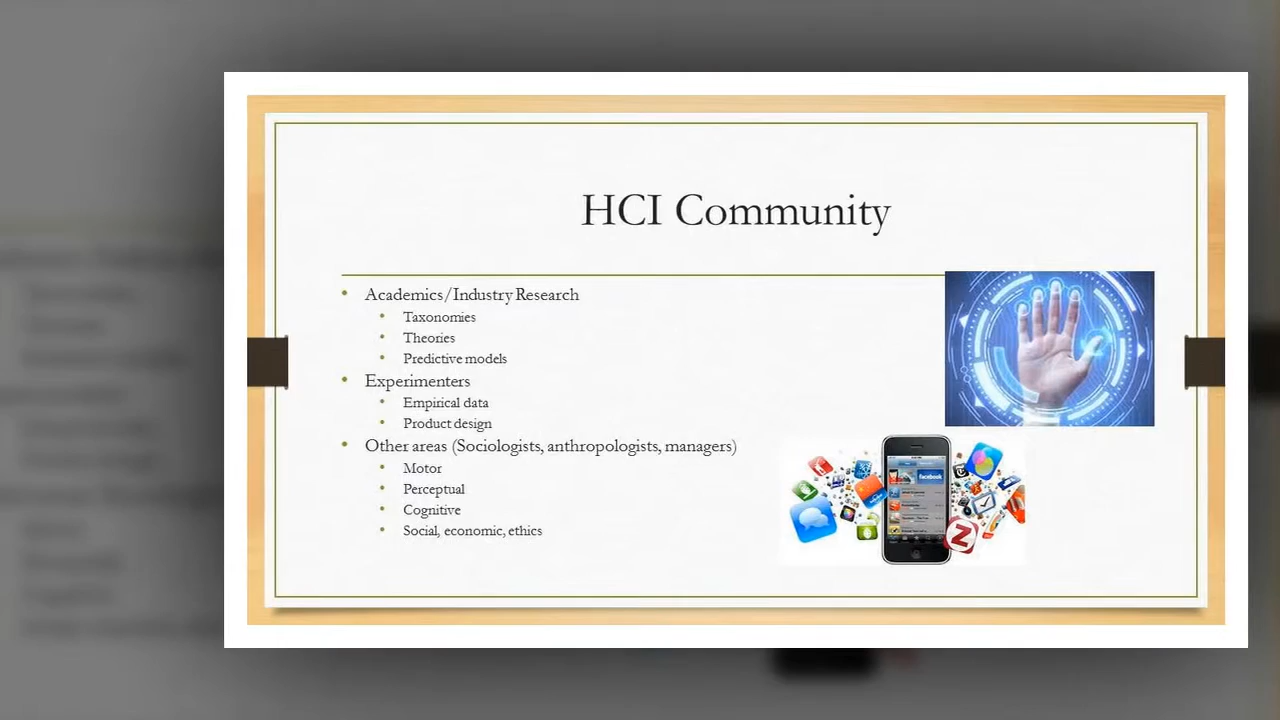 HCI Community
Academics/Industry Research
Taxonomies
Theories
Predictive models
Experimenters
Empirical data
Product design
Other areas (Sociologists, anthropologists, managers)
Motor
Perceptual
Cognitive
Social, economic, ethics
facebook
Z